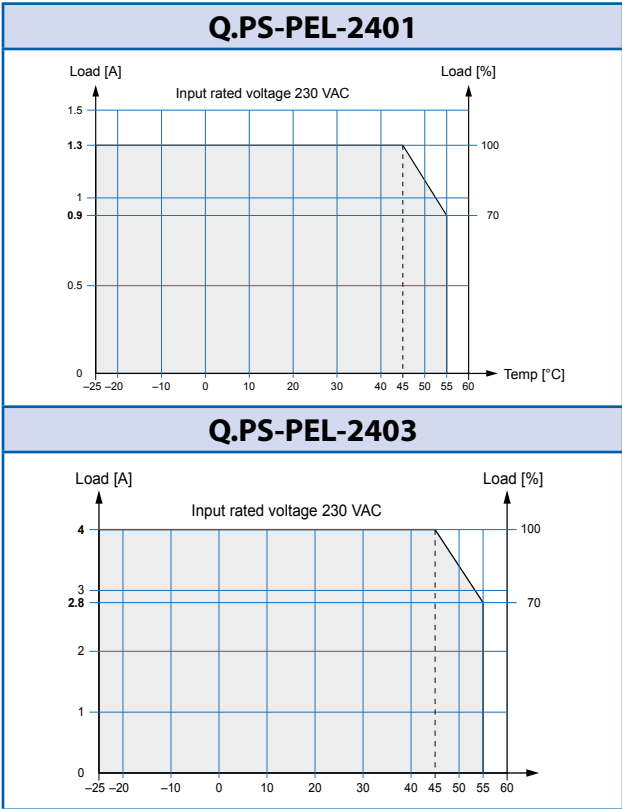 Q.PS-PEL-2401
Load [A] Load [%]
Input rated voltage 230 VAC
1.5
1.3 100
1
0.9 70
0.5
0 Temp [°C]
–25 –20 –10 0 10 20 30 40 45 50 55 60
Q.PS-PEL-2403
Load [A] Load [%]
Input rated voltage 230 VAC
4 100
3
2.8 70
2
1
0
–25 –20 –10 0 10 20 30 40 45 50 55 60